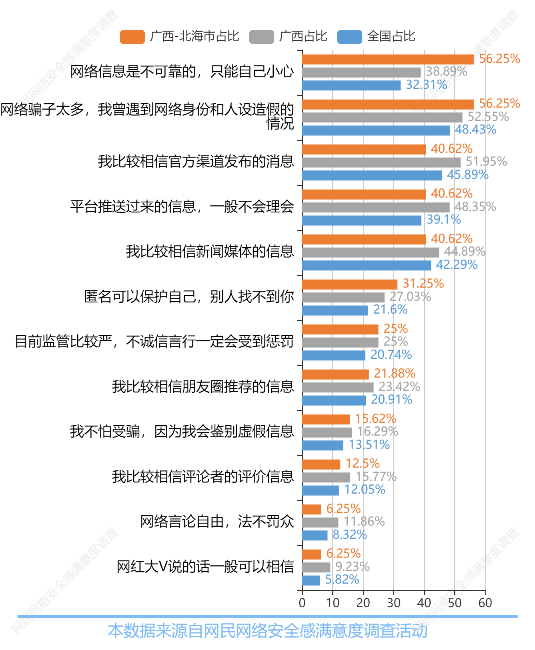 广西-北海市占比 广西占比 全国占比
网络信息是不可靠的，只能自己小心
56.25%
38.89%
32.31%
网络骗子太多，我曾遇到网络身份和人设造假的
情况
56.25%
52.55%
48.43%
我比较相信官方渠道发布的消息
40.62%
51.95%
45.89%
平台推送过来的信息，一般不会理会
40.62%
48.35%
39.1%
我比较相信新闻媒体的信息
40.62%
44.89%
42.29%
匿名可以保护自己，别人找不到你
31.25%
27.03%
21.6%
目前监管比较严，不诚信言行一定会受到惩罚
25%
25%
20.74%
我比较相信朋友圈推荐的信息
21.88%
23.42%
20.91%
我不怕受骗，因为我会鉴别虚假信息
15.62%
16.29%
13.51%
我比较相信评论者的评价信息
12.5%
15.77%
12.05%
网络言论自由，法不罚众
6.25%
11.86%
8.32%
网红大V说的话一般可以相信
6.25%
9.23%
5.82%
0 10 20 30 40 50 60
本数据来源自网民网络安全感满意度调查活动